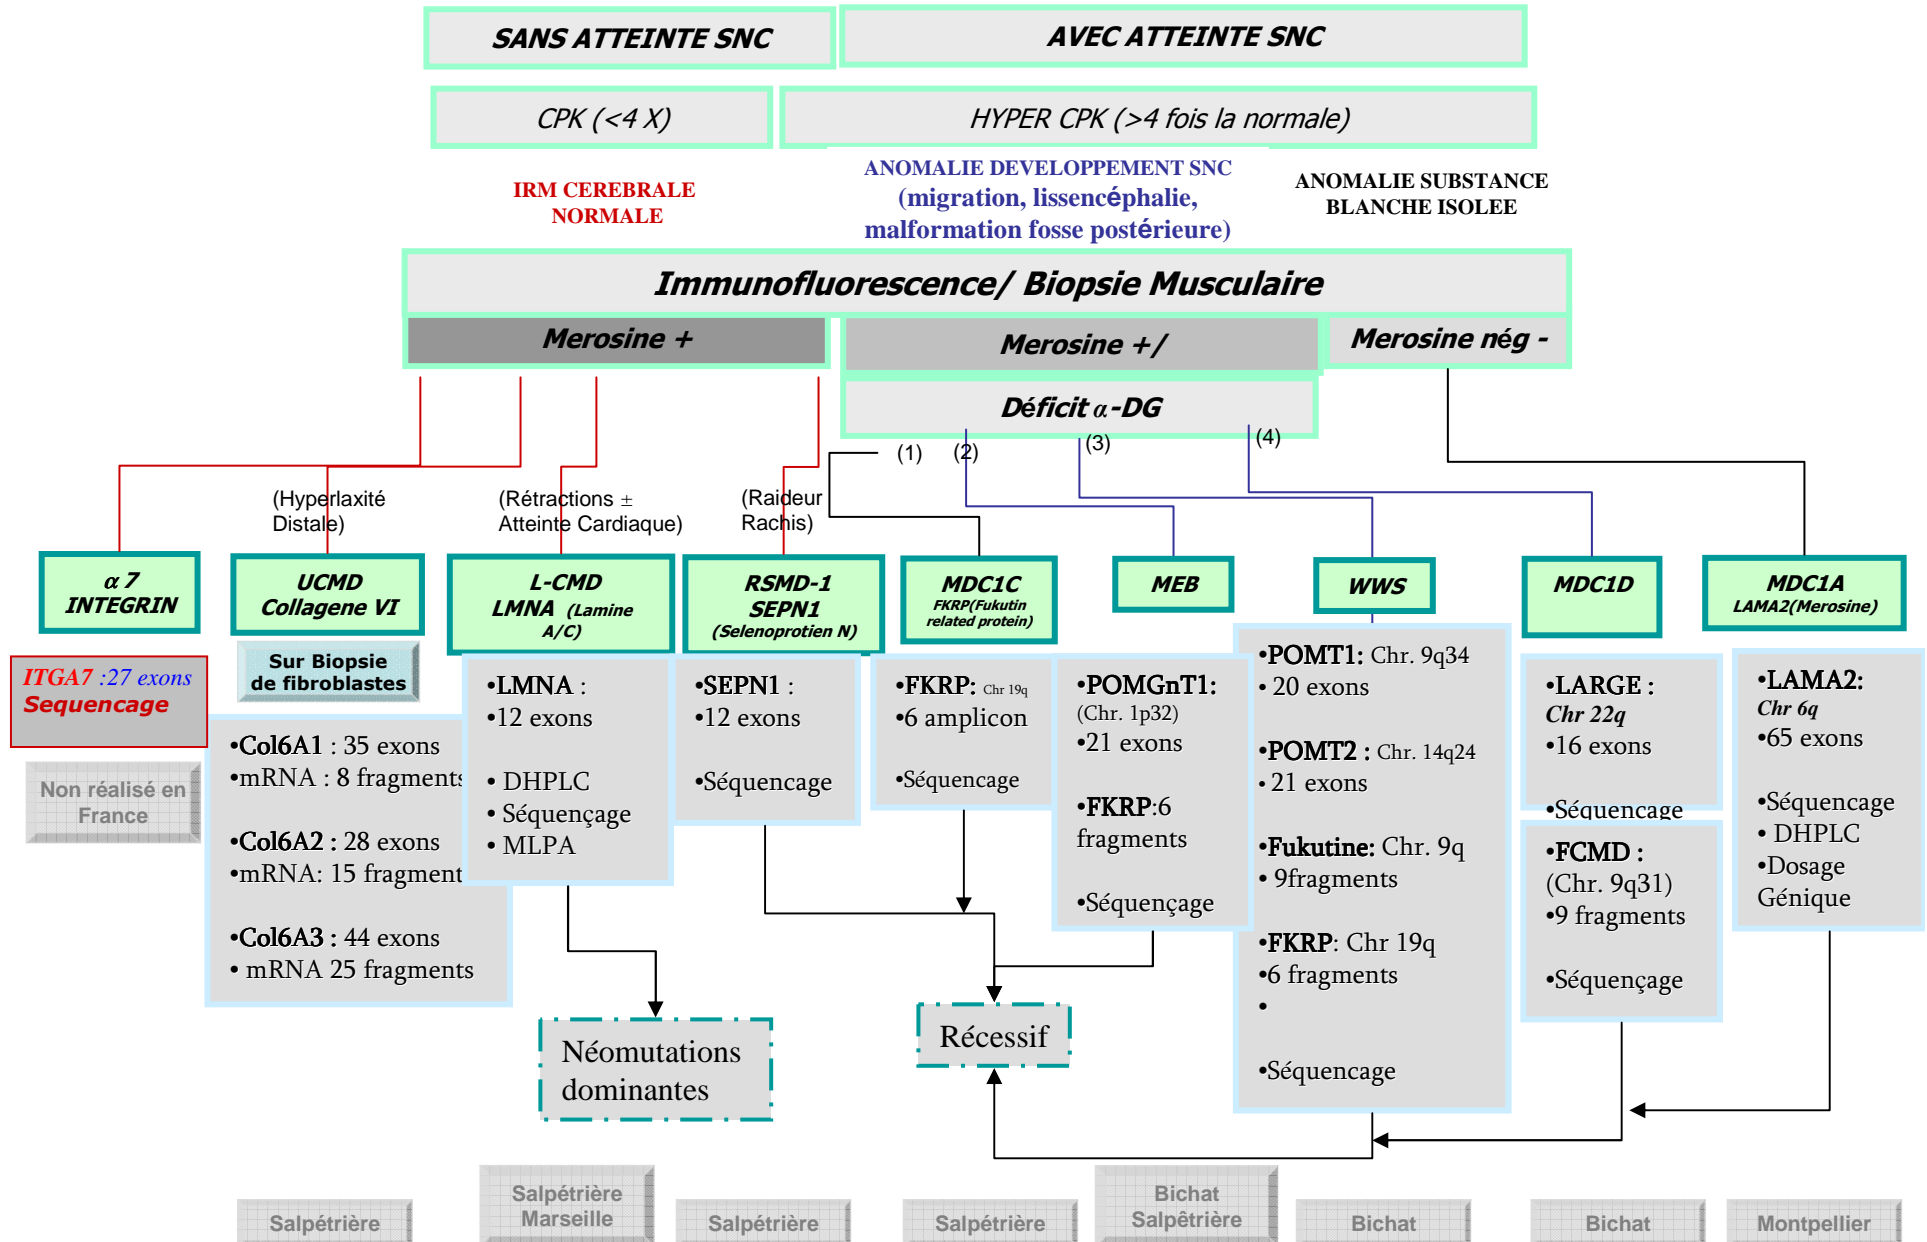 SANS ATTEINTE SNC
AVEC ATTEINTE SNC
CPK (<4 X)
HYPER CPK (>4 fois la normale)
IRM CEREBRALE
NORMALE
ANOMALIE DEVELOPPEMENT SNC
(migration, lissencéphalie,
malformation fosse postérieure)
ANOMALIE SUBSTANCE
BLANCHE ISOLEE
Immunofluorescence/ Biopsie Musculaire
Merosine +
Merosine +/
Merosine nég -
Déficit α-DG
(1)
(2)
(3)
(4)
(Hyperlaxité
Distale)
(Rétractions ±
Atteinte Cardiaque)
(Raideur
Rachis)
α 7
INTEGRIN
UCMD
Collagene VI
L-CMD
LMNA (Lamine
A/C)
RSMD-1
SEPN1
(Selenoprotien N)
MDC1C
FKRP(Fukutin
related protein)
MEB
WWS
MDC1D
MDC1A
LAMA2(Merosine)
ITGA7 :27 exons
Sequencage
Non réalisé en
France
Sur Biopsie
de fibroblastes
•Col6A1 : 35 exons
•mRNA : 8 fragments
•Col6A2 : 28 exons
•mRNA: 15 fragment
•Col6A3 : 44 exons
• mRNA 25 fragments
•LMNA :
•12 exons
• DHPLC
• Séquençage
• MLPA
•SEPN1 :
•12 exons
•Séquencage
•FKRP: Chr 19q
•6 amplicon
•Séquencage
•POMGnT1:
(Chr. 1p32)
•21 exons
•FKRP:6
fragments
•Séquençage
•POMT1: Chr. 9q34
• 20 exons
•POMT2 : Chr. 14q24
• 21 exons
•Fukutine: Chr. 9q
• 9fragments
•FKRP: Chr 19q
•6 fragments
•
•Séquencage
•LARGE :
Chr 22q
•16 exons
•Séquencage
•FCMD :
(Chr. 9q31)
•9 fragments
•Séquençage
•LAMA2:
Chr 6q
•65 exons
•Séquencage
• DHPLC
•Dosage
Génique
Néomutations
dominantes
Récessif
Salpétrière
Salpétrière
Marseille
Salpétrière
Salpétrière
Bichat
Salpêtrière
Bichat
Bichat
Montpellier